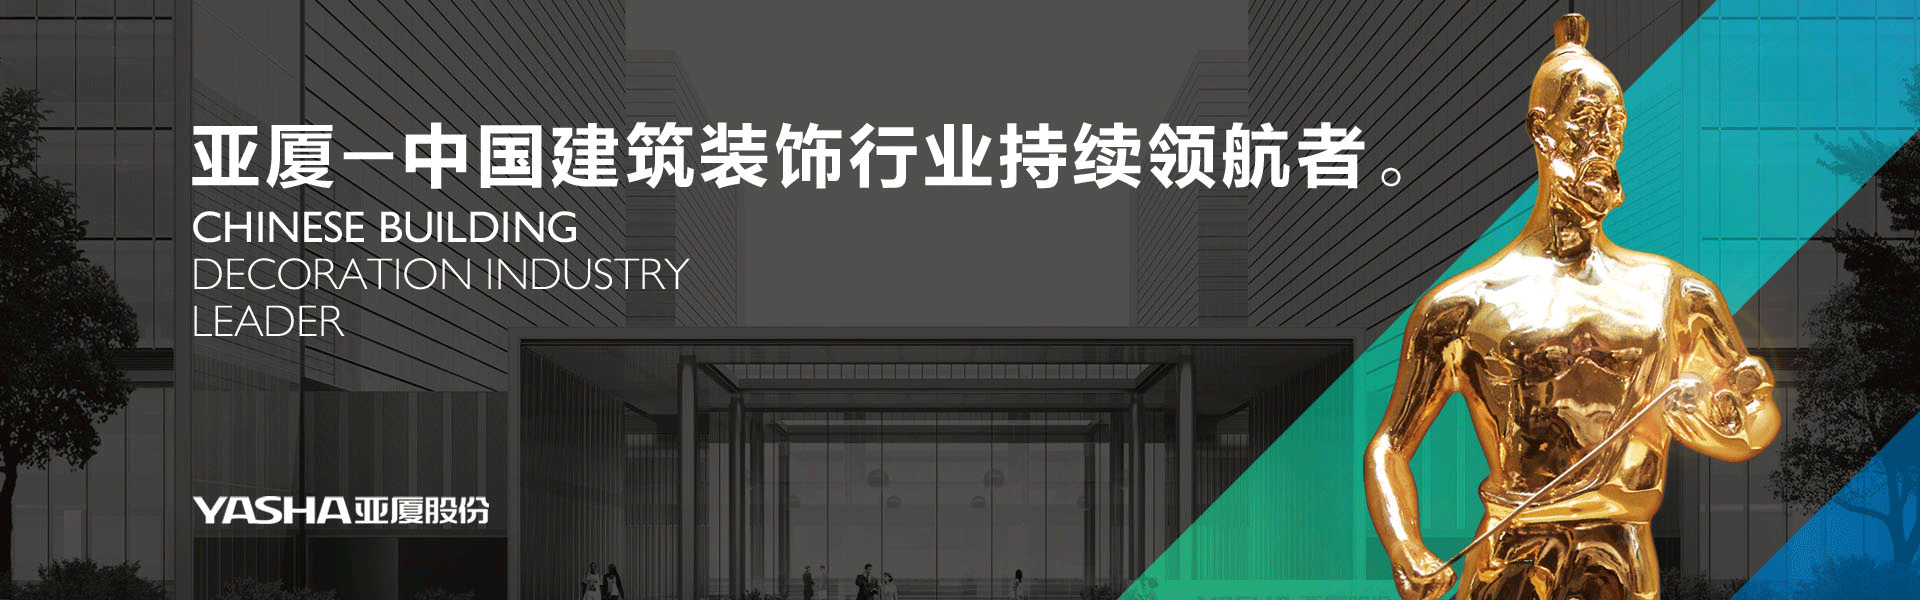 亚厦—中国建筑装饰行业持续领航者。
CHINESE BUILDING
DECORATION INDUSTRY
LEADER
YASHA亚厦股份